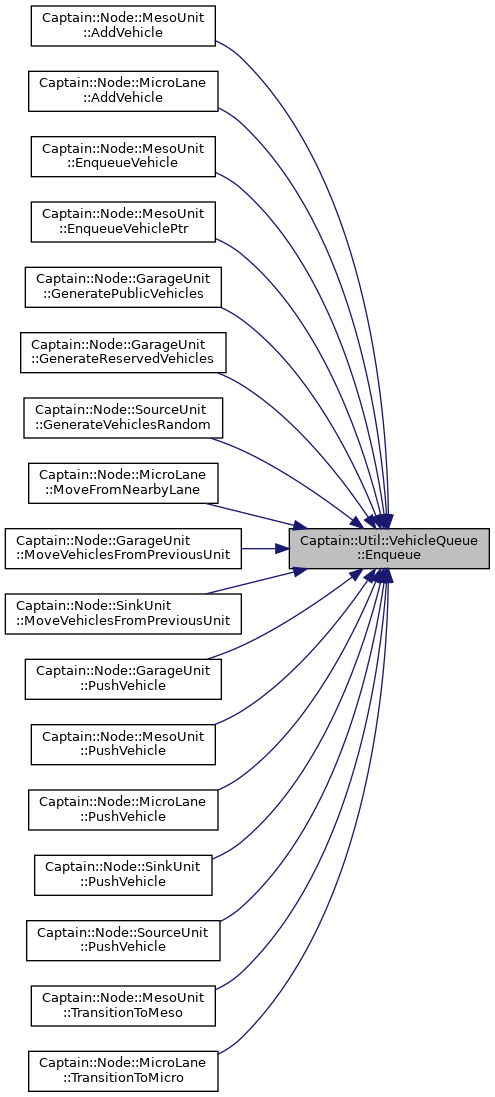 Captain::Node::MesoUnit
::AddVehicle
Captain::Node::MicroLane
::AddVehicle
Captain::Node::MesoUnit
::EnqueueVehicle
Captain::Node::MesoUnit
::EnqueueVehiclePtr
Captain::Node::GarageUnit
::GeneratePublicVehicles
Captain::Node::GarageUnit
::GenerateReservedVehicles
Captain::Node::SourceUnit
::GenerateVehiclesRandom
Captain::Node::MicroLane
::MoveFromNearbyLane
Captain::Node::GarageUnit
::MoveVehiclesFromPreviousUnit
Captain::Util::VehicleQueue
::Enqueue
Captain::Node::SinkUnit
::MoveVehiclesFromPreviousUnit
Captain::Node::GarageUnit
::PushVehicle
Captain::Node::MesoUnit
::PushVehicle
Captain::Node::MicroLane
::PushVehicle
Captain::Node::SinkUnit
::PushVehicle
Captain::Node::SourceUnit
::PushVehicle
Captain::Node::MesoUnit
::TransitionToMeso
Captain::Node::MicroLane
::TransitionToMicro